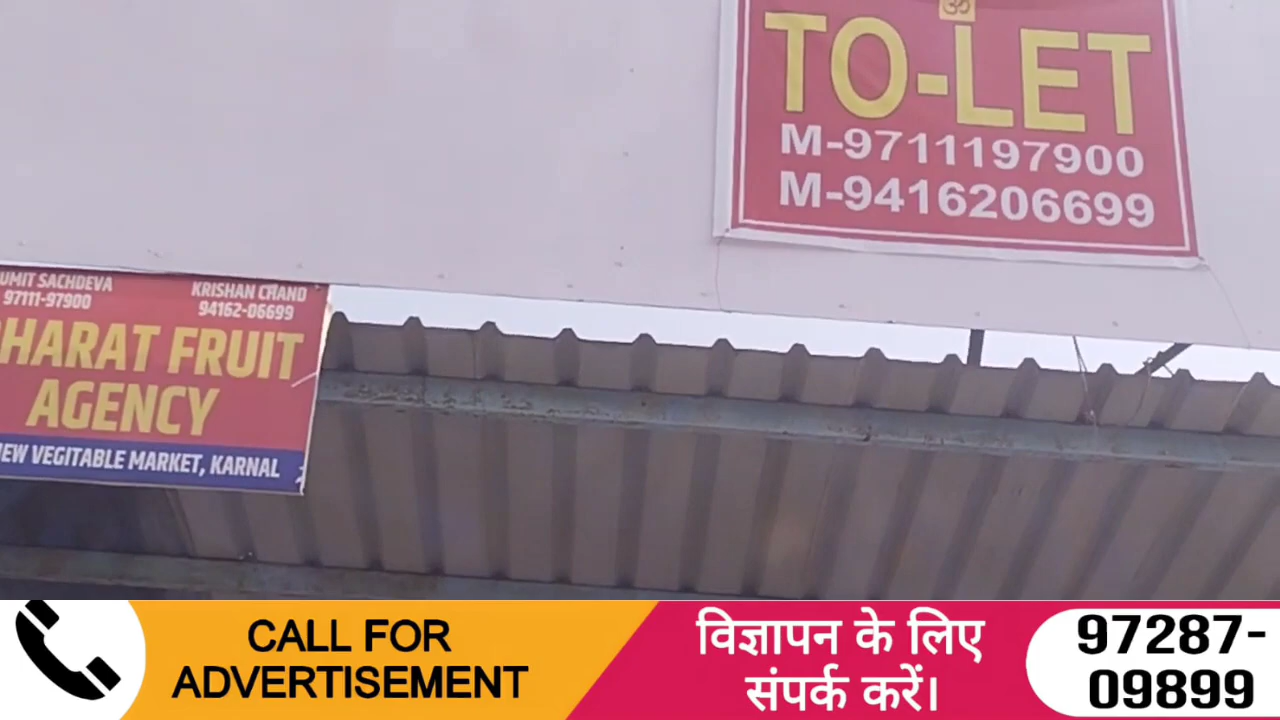 ॐ
TO-LET
M-9711197900
M-9416206699
UMIT SACHDEVA KRISHAN CHAND
97111-97900 94162-06699
HARAT FRUIT
AGENCY
EW VEGITABLE MARKET, KARNAL
CALL FOR
ADVERTISEMENT
विज्ञापन के लिए
संपर्क करें।
97287-
09899